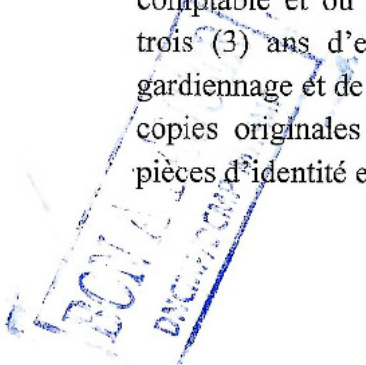 comptable et ou
trois (3) ans d'e
gardiennage et de
copies originales
pièces d'identité e